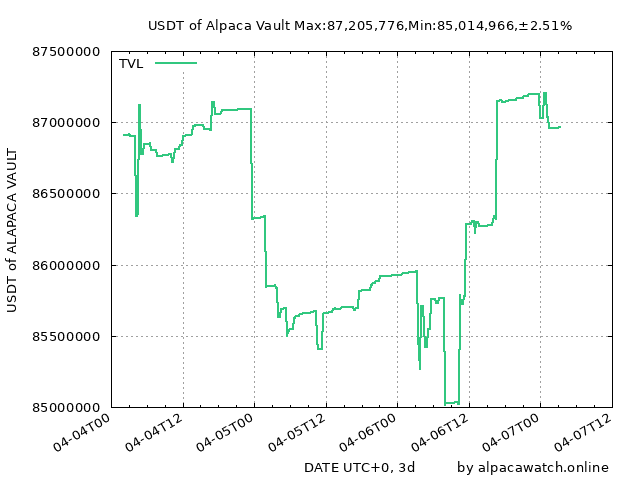 USDT of Alpaca Vault Max:87,205,776,Min:85,014,966,±2.51%
TVL
87500000
87000000
86500000
86000000
85500000
85000000
USDT of ALAPACA VAULT
04-04T00
04-04T12
04-05T00
04-05T12
04-06T00
04-06T12
04-07T00
04-07T12
DATE UTC+0, 3d
by alpacawatch.online